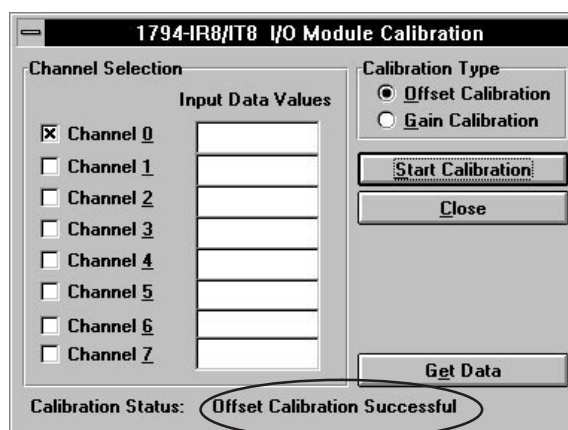 1794-IR8/IT8 I/O Module Calibration
Channel Selection
Input Data Values
Channel 0
Channel 1
Channel 2
Channel 3
Channel 4
Channel 5
Channel 6
Channel 7
Calibration Type
Offset Calibration
Gain Calibration
Start Calibration
Close
Get Data
Calibration Status: Offset Calibration Successful